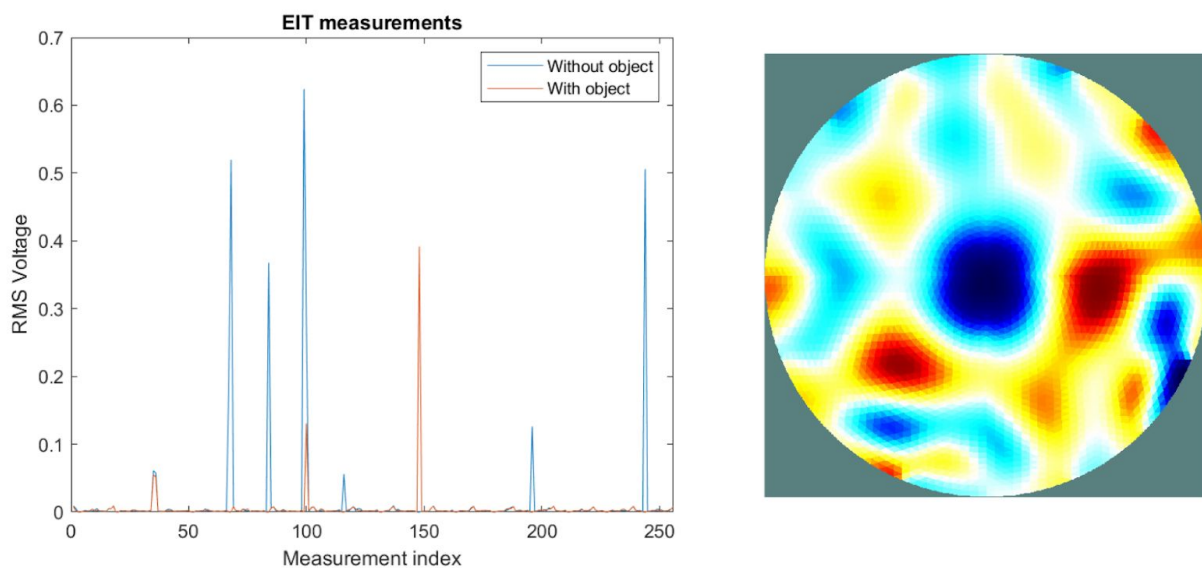 EIT measurements
0.7
0.6
0.5
0.4
0.3
0.2
0.1
0
RMS Voltage
Without object
With object
0
50
100
150
200
250
Measurement index